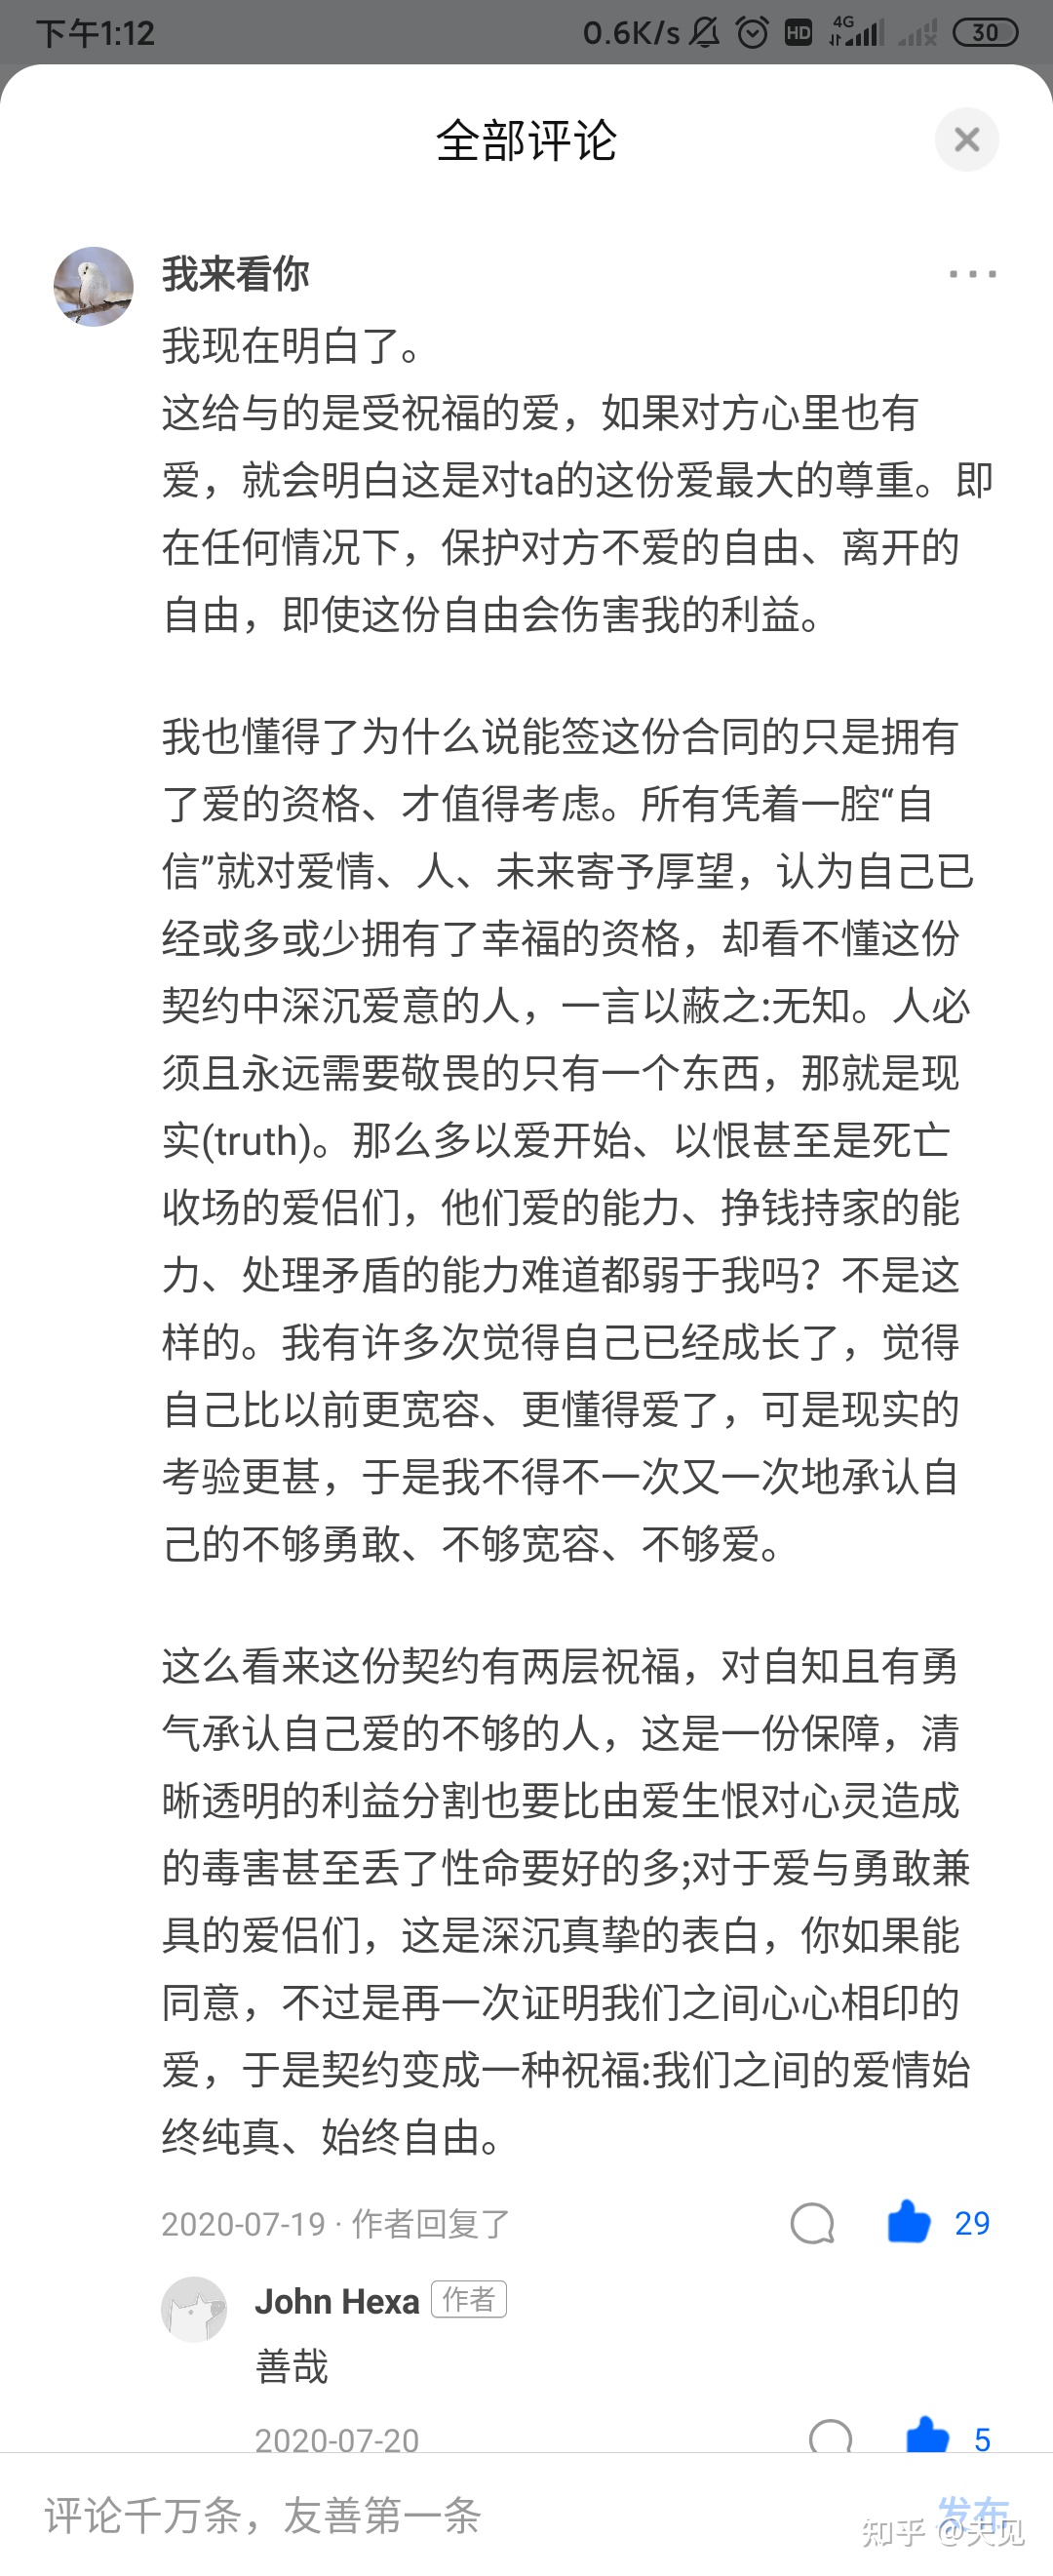 下午1:12
0.6K/s HD 4G 30
全部评论
我来看你
我现在明白了。
这给与的是受祝福的爱，如果对方心里也有
爱，就会明白这是对ta的这份爱最大的尊重。即
在任何情况下，保护对方不爱的自由、离开的
自由，即使这份自由会伤害我的利益。
我也懂得了为什么说能签这份合同的只是拥有
了爱的资格、才值得考虑。所有凭着一腔“自
信”就对爱情、人、未来寄予厚望，认为自己已
经或多或少拥有了幸福的资格，却看不懂这份
契约中深沉爱意的人，一言以蔽之:无知。人必
须且永远需要敬畏的只有一个东西，那就是现
实(truth)。那么多以爱开始、以恨甚至是死亡
收场的爱侣们，他们爱的能力、挣钱持家的能
力、处理矛盾的能力难道都弱于我吗？不是这
样的。我有许多次觉得自己已经成长了，觉得
自己比以前更宽容、更懂得爱了，可是现实的
考验更甚，于是我不得不一次又一次地承认自
己的不够勇敢、不够宽容、不够爱。
这么看来这份契约有两层祝福，对自知且有勇
气承认自己爱的不够的人，这是一份保障，清
晰透明的利益分割也要比由爱生恨对心灵造成
的毒害甚至丢了性命要好的多;对于爱与勇敢兼
具的爱侣们，这是深沉真挚的表白，你如果能
同意，不过是再一次证明我们之间心心相印的
爱，于是契约变成一种祝福:我们之间的爱情始
终纯真、始终自由。
2020-07-19 · 作者回复了 29
John Hexa 作者
善哉
2020-07-20 5
评论千万条，友善第一条 发布
知乎 @天见